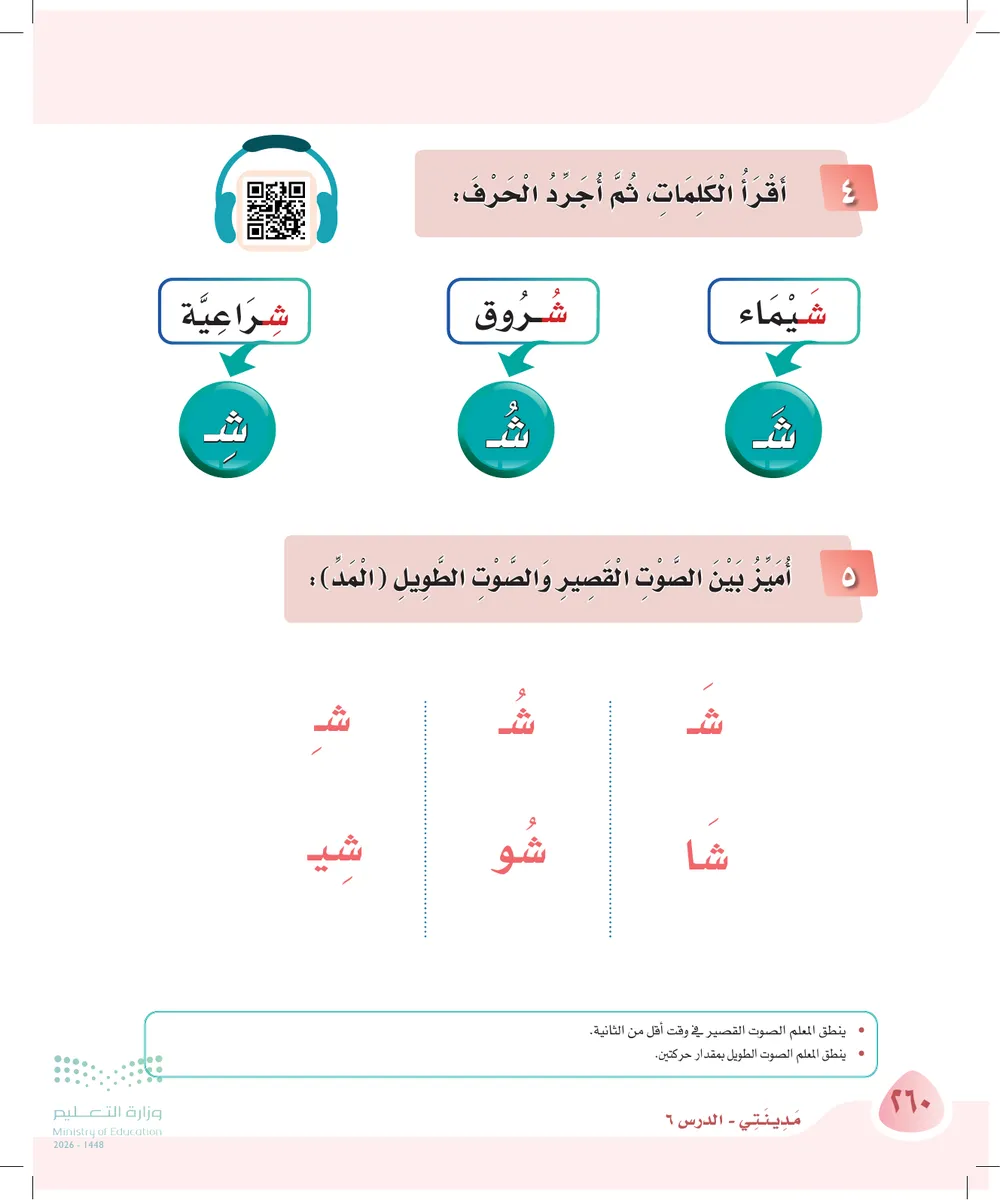 ٤
أَقْرَأُ الْكَلِمَاتِ، ثُمَّ أُجَرِّدُ الْحَرْفَ:
شَيْمَاء شُرُوق شِرَاعِيَّة
شَـ شُـ شِـ
٥
أُمَيِّزُ بَيْنَ الصَّوْتِ الْقَصِيرِ وَالصَّوْتِ الطَّوِيلِ (الْمَدِّ):
شَـ شُـ شِـ
شَا شُو شِيـ
• ينطق المعلم الصوت القصير في وقت أقل من الثانية.
• ينطق المعلم الصوت الطويل بمقدار حركتين.
٢٦٠
مَدِينَتِي - الدرس ٦
وزارة التعـــليم
Ministry of Education
2026 - 1448